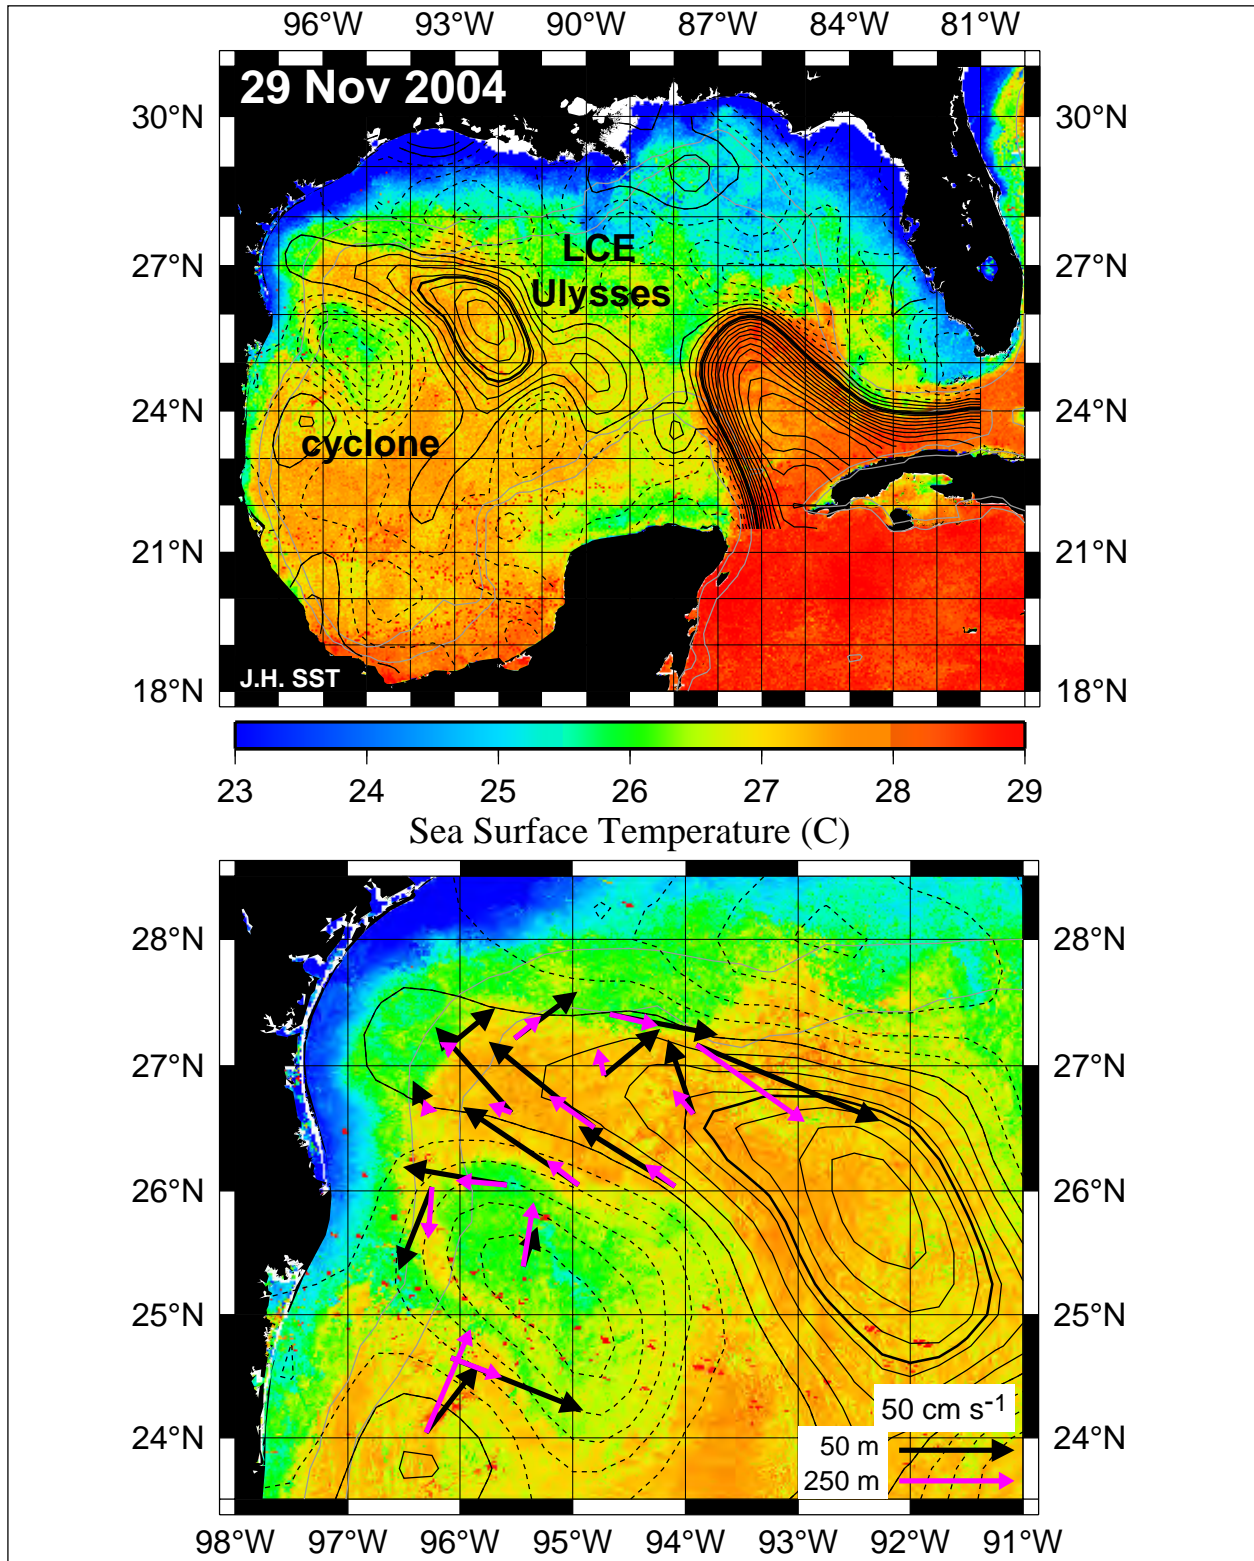 96°W 93°W 90°W 87°W 84°W 81°W
29 Nov 2004
30°N 30°N
LCE
27°N 27°N
Ulysses
24°N 24°N
cyclone
21°N 21°N
J.H. SST
18°N 18°N
23 24 25 26 27 28 29
Sea Surface Temperature (C)
28°N 28°N
27°N 27°N
26°N 26°N
25°N 25°N
50 cm s-1
24°N 24°N
50 m
250 m
98°W 97°W 96°W 95°W 94°W 93°W 92°W 91°W